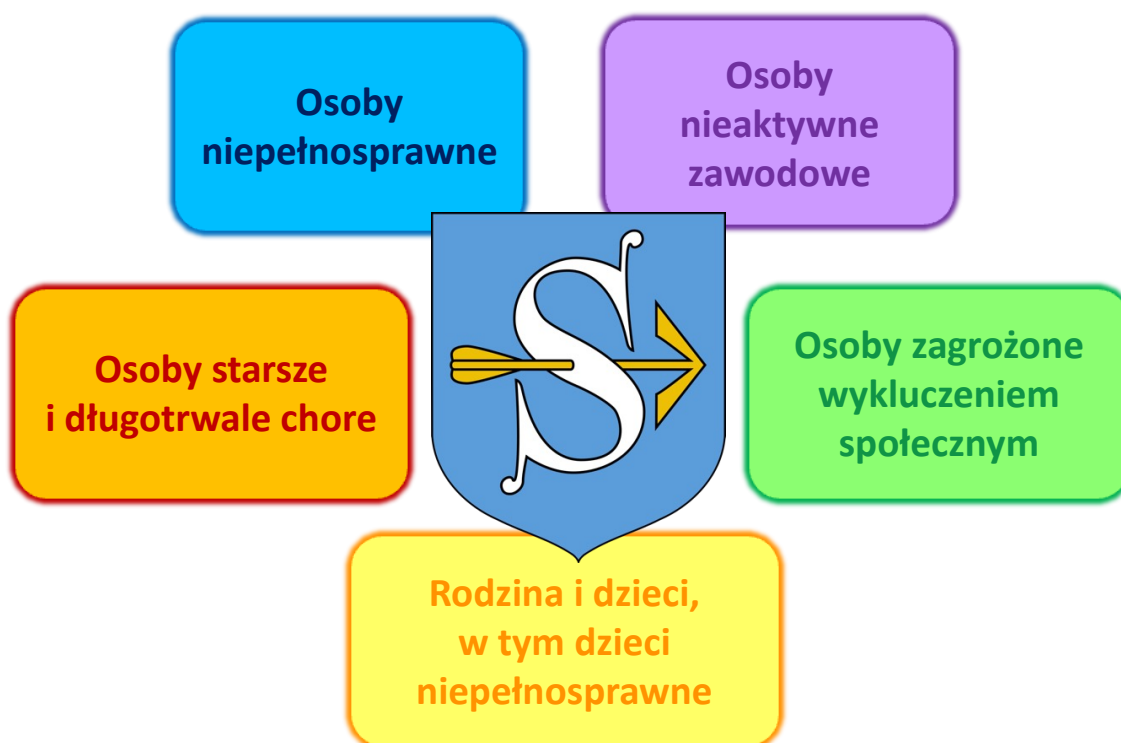 Osoby
niepełnosprawne
Osoby
nieaktywne
zawodowe
Osoby starsze
i długotrwale chore
S
Osoby zagrożone
wykluczeniem
społecznym
Rodzina i dzieci,
w tym dzieci
niepełnosprawne